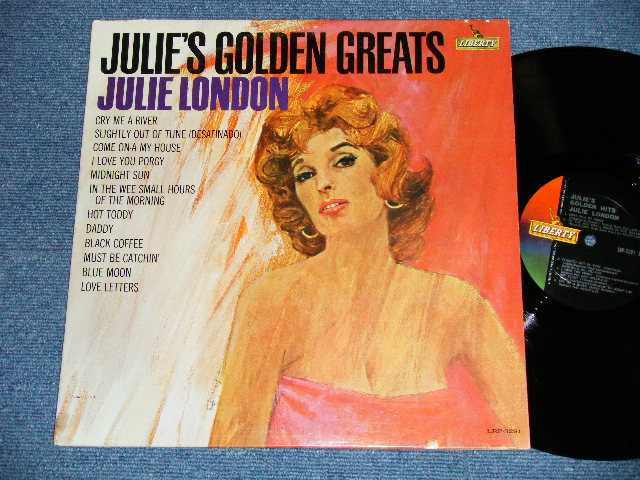 JULIE'S GOLDEN GREATS
JULIE LONDON
LIBERTY
CRY ME A RIVER
SLIGHTLY OUT OF TUNE (DESAFINADO)
COME ON-A MY HOUSE
I LOVE YOU PORGY
MIDNIGHT SUN
IN THE WEE SMALL HOURS
OF THE MORNING
HOT TODDY
DADDY
BLACK COFFEE
MUST BE CATCHIN'
BLUE MOON
LOVE LETTERS
LRP-3291
JULIE'S
GOLDEN HITS
JULIE LONDON
LIBERTY